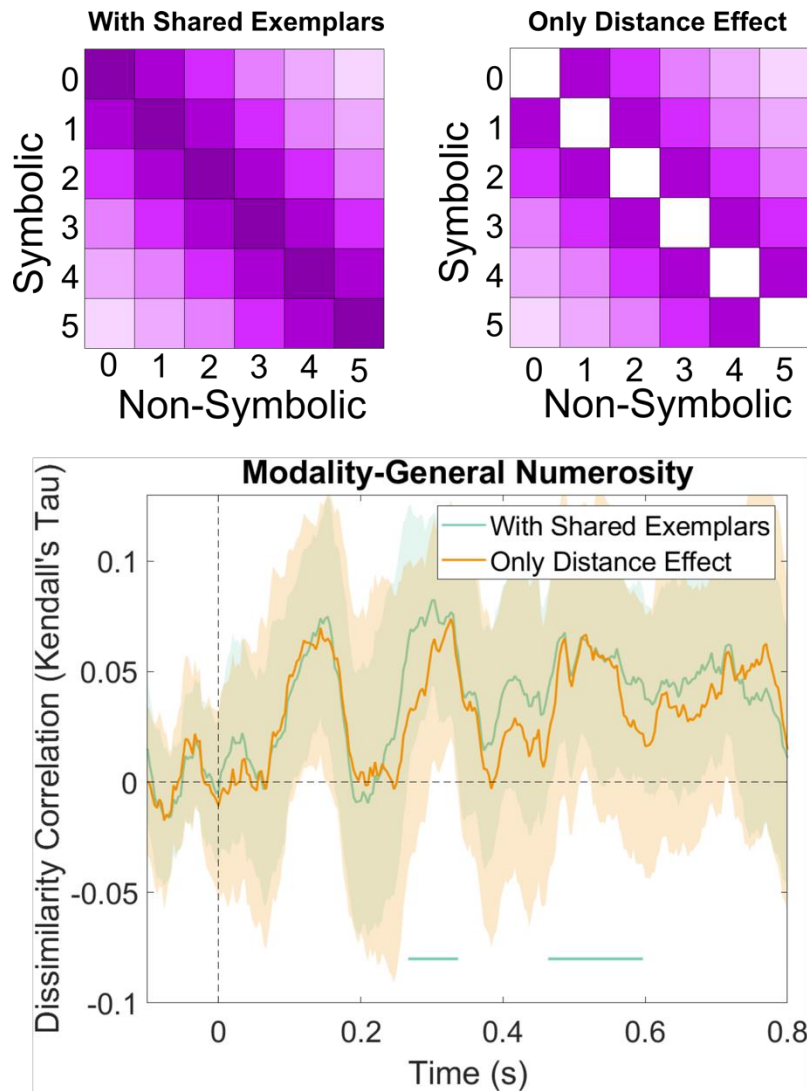 With Shared Exemplars
Only Distance Effect
Symbolic
0
1
2
3
4
5
0 1 2 3 4 5
Non-Symbolic
Symbolic
0
1
2
3
4
5
0 1 2 3 4 5
Non-Symbolic
Modality-General Numerosity
Dissimilarity Correlation (Kendall's Tau)
0.1
0.05
0
-0.05
-0.1
With Shared Exemplars
Only Distance Effect
0 0.2 0.4 0.6 0.8
Time (s)